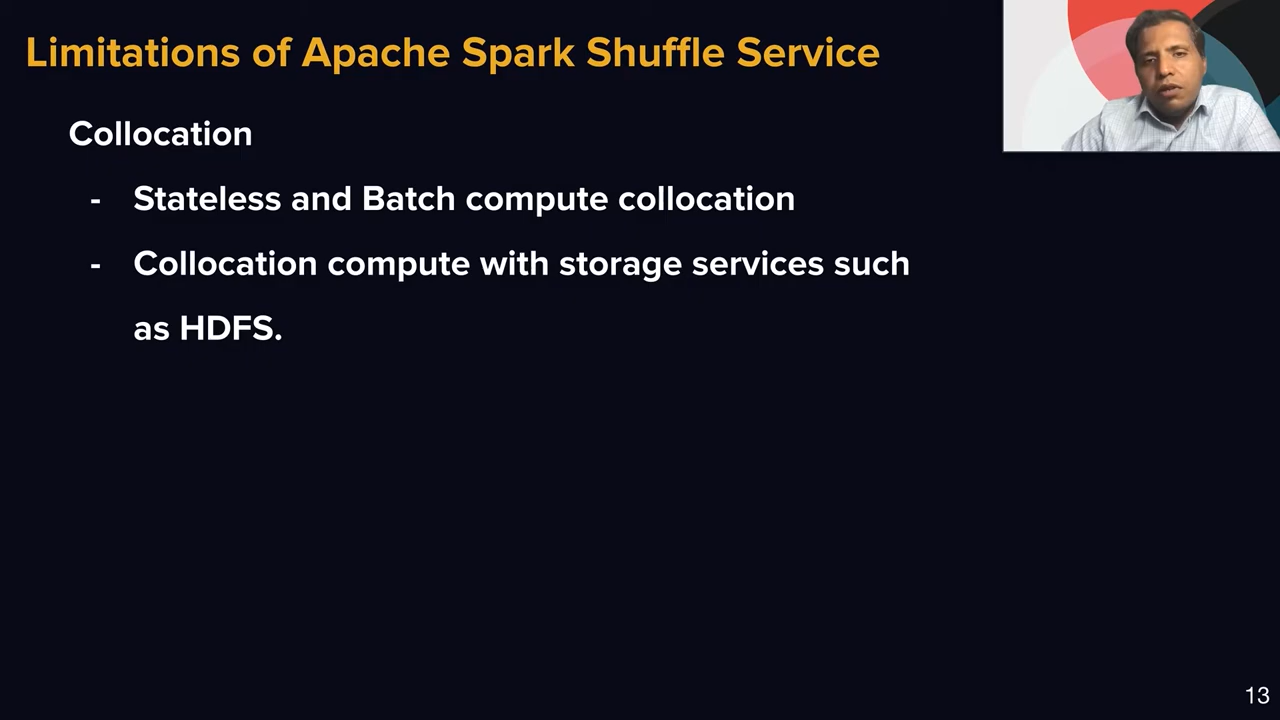 Limitations of Apache Spark Shuffle Service
Collocation
- Stateless and Batch compute collocation
- Collocation compute with storage services such
as HDFS.
13